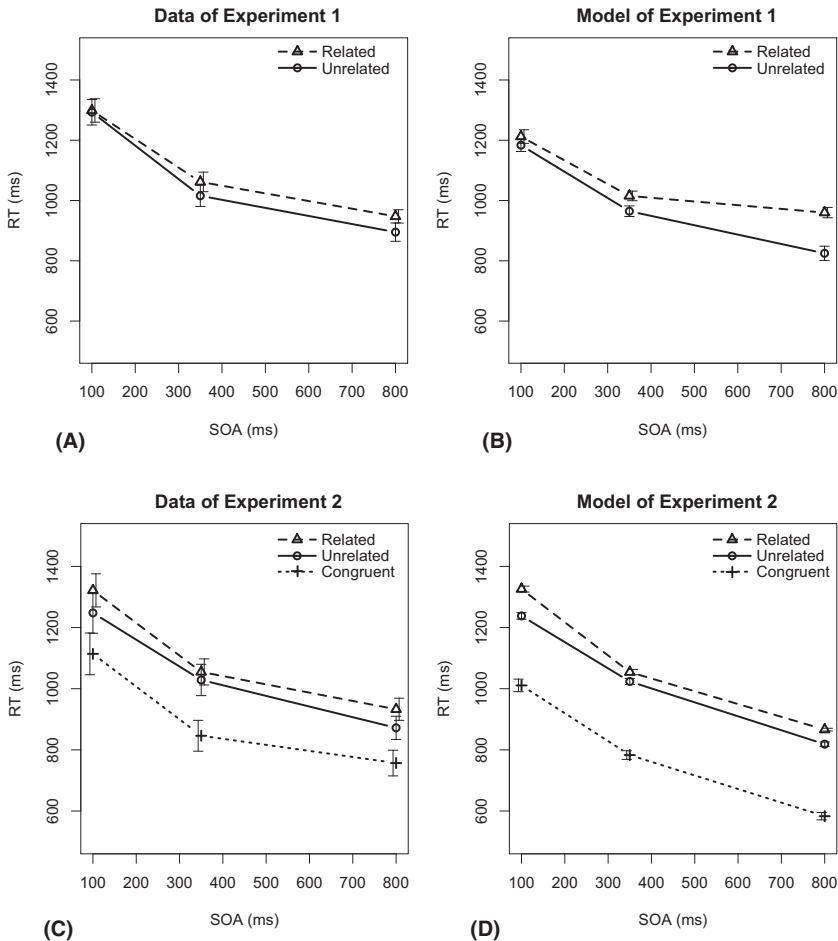 Data of Experiment 1
Related
Unrelated
RT (ms)
1400
1200
1000
800
600
100 200 300 400 500 600 700 800
SOA (ms)
(A)
Model of Experiment 1
Related
Unrelated
RT (ms)
1400
1200
1000
800
600
100 200 300 400 500 600 700 800
SOA (ms)
(B)
Data of Experiment 2
Related
Unrelated
Congruent
RT (ms)
1400
1200
1000
800
600
100 200 300 400 500 600 700 800
SOA (ms)
(C)
Model of Experiment 2
Related
Unrelated
Congruent
RT (ms)
1400
1200
1000
800
600
100 200 300 400 500 600 700 800
SOA (ms)
(D)